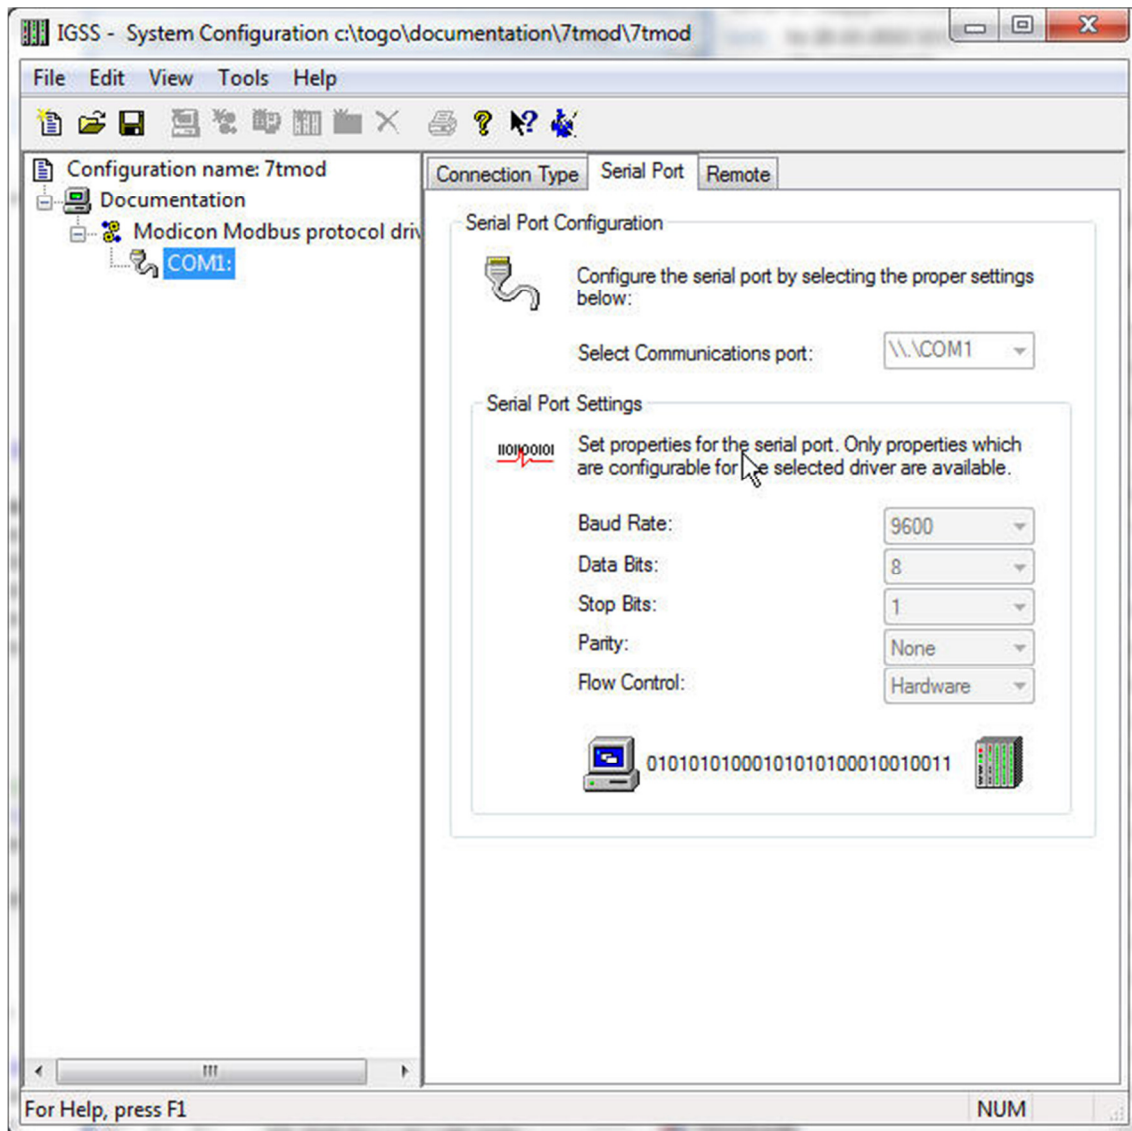 IGSS - System Configuration c:\togo\documentation\7tmod\7tmod
File Edit View Tools Help
Configuration name: 7tmod
Documentation
Modicon Modbus protocol driv
COM1:
Connection Type Serial Port Remote
Serial Port Configuration
Configure the serial port by selecting the proper settings
below:
Select Communications port: \\.\COM1
Serial Port Settings
1101100101
Set properties for the serial port. Only properties which
are configurable for the selected driver are available.
Baud Rate: 9600
Data Bits: 8
Stop Bits: 1
Parity: None
Flow Control: Hardware
0101010100010101010001001001​1
For Help, press F1 NUM